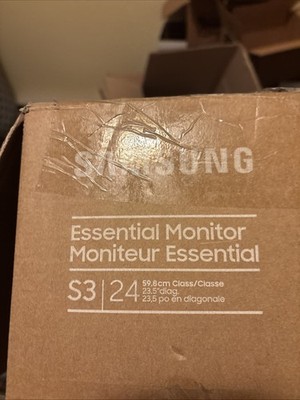 SAMSUNG
Essential Monitor
Moniteur Essential
S3 | 24
59.8cm Class/Classe
23.5"diag.
23,5 po en diagonale